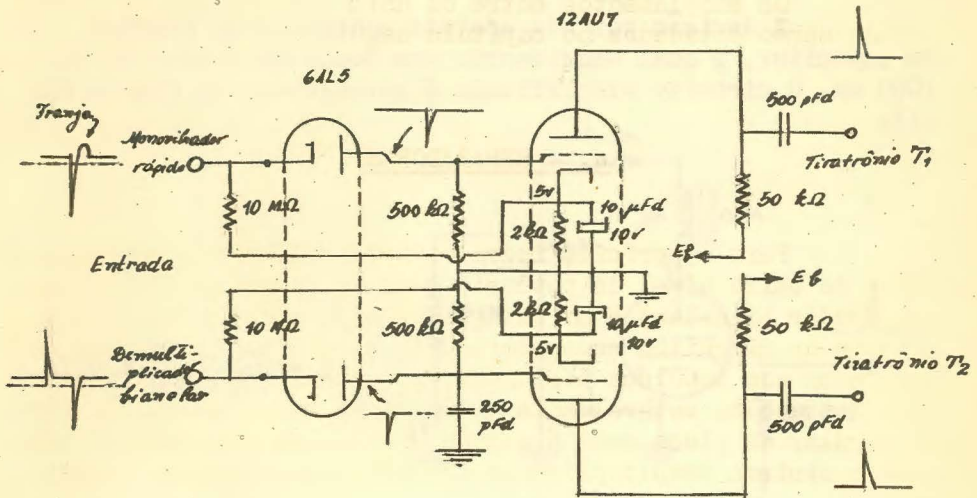 12AU7
6AL5
500 pFd
Franja
Monovibrador
rápido
Tiratrônio T₁
10 MΩ
500 kΩ
5v
10 µFd
2kΩ
10v
50 kΩ
Eb
Entrada
Eb
10 MΩ
500 kΩ
2kΩ
10 µFd
5v
10v
50 kΩ
Demulti-
plicador
bianelar
Tiratrônio T₂
250
pFd
500 pFd